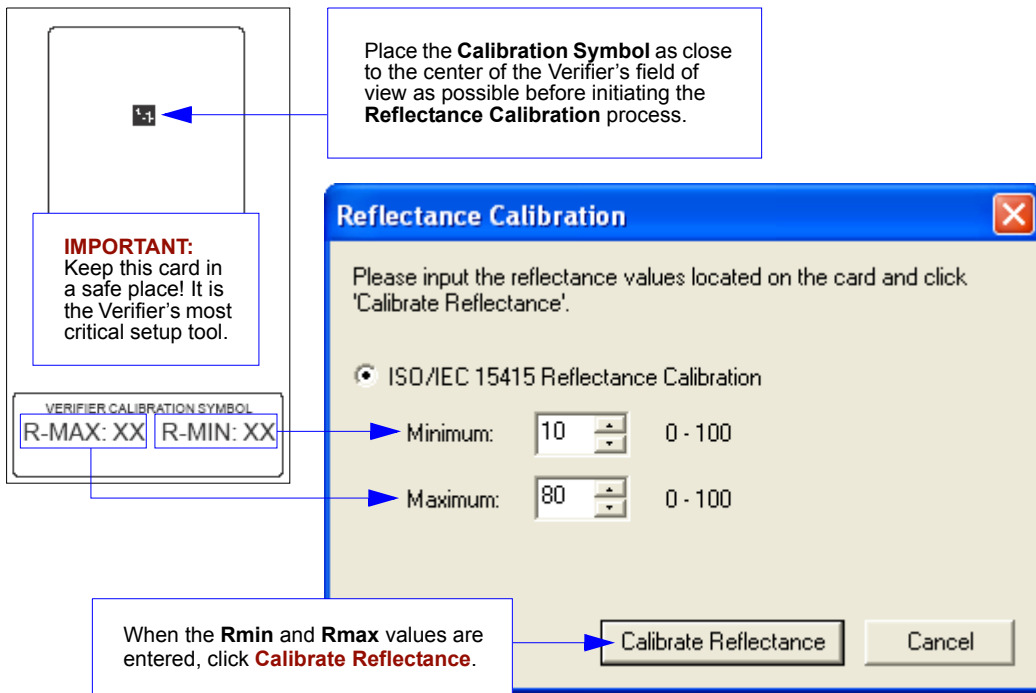 Place the Calibration Symbol as close
to the center of the Verifier's field of
view as possible before initiating the
Reflectance Calibration process.
IMPORTANT:
Keep this card in
a safe place! It is
the Verifier's most
critical setup tool.
VERIFIER CALIBRATION SYMBOL
R-MAX: XX R-MIN: XX
Reflectance Calibration
Please input the reflectance values located on the card and click
'Calibrate Reflectance'.
ISO/IEC 15415 Reflectance Calibration
Minimum: 10 0 - 100
Maximum: 80 0 - 100
When the Rmin and Rmax values are
entered, click Calibrate Reflectance.
Calibrate Reflectance Cancel